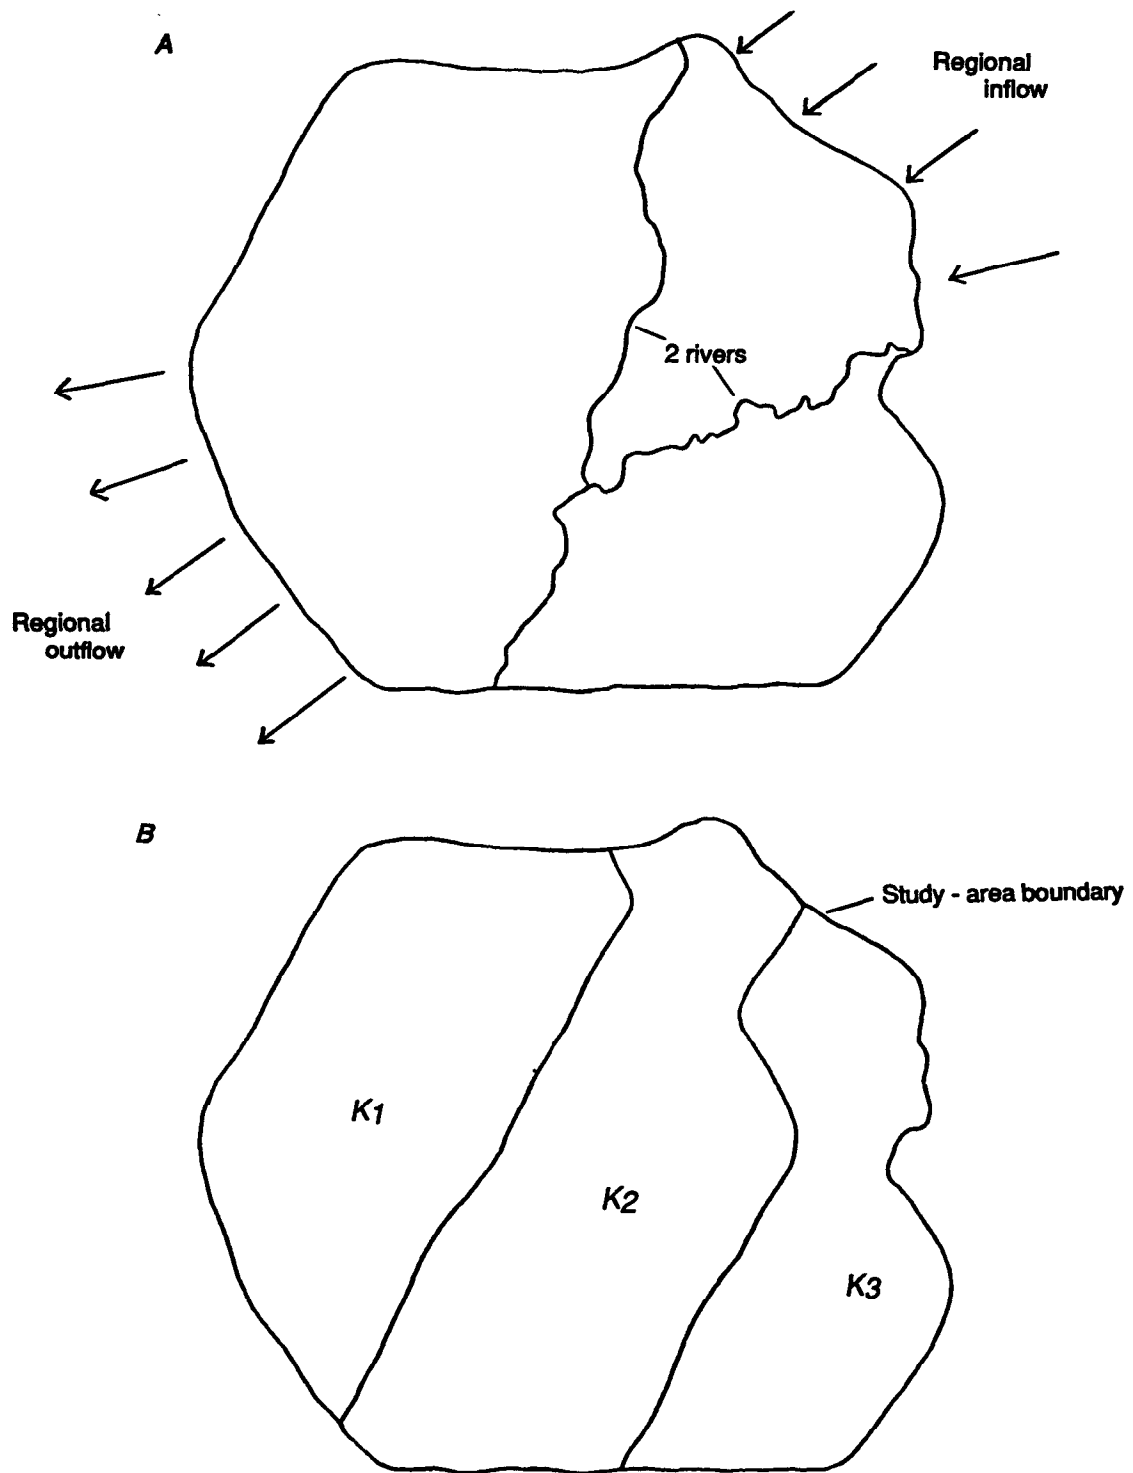 A
Regional
inflow
2 rivers
Regional
outflow
B
Study - area boundary
K1
K2
K3